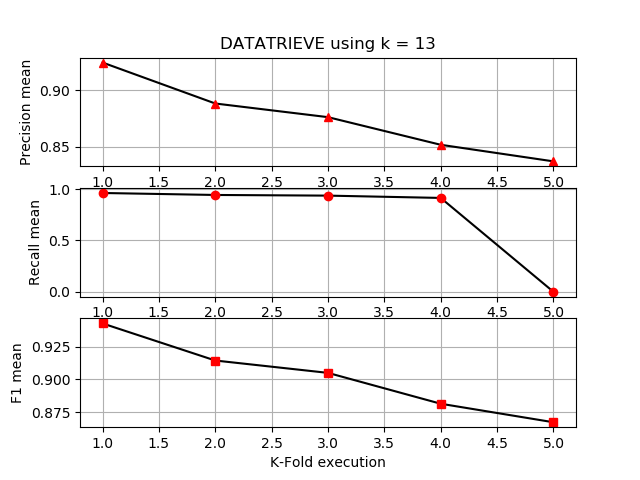 DATATRIEVE using k = 13
Precision mean
0.90
0.85
1.0 1.5 2.0 2.5 3.0 3.5 4.0 4.5 5.0
Recall mean
1.0
0.5
0.0
1.0 1.5 2.0 2.5 3.0 3.5 4.0 4.5 5.0
F1 mean
0.925
0.900
0.875
1.0 1.5 2.0 2.5 3.0 3.5 4.0 4.5 5.0
K-Fold execution